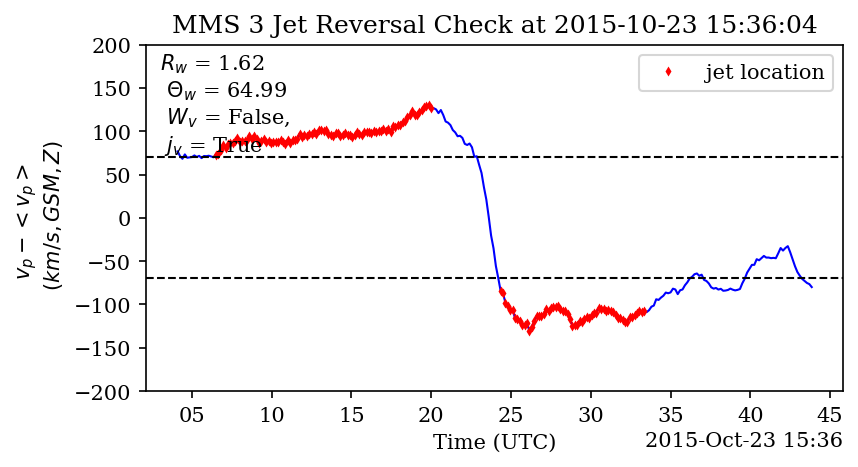 MMS 3 Jet Reversal Check at 2015-10-23 15:36:04
200
150
100
50
0
−50
−100
−150
−200
v_p − <v_p>
(km/s, GSM, Z)
R_w = 1.62
Θ_w = 64.99
W_v = False,
j_v = True
jet location
05 10 15 20 25 30 35 40 45
Time (UTC)
2015-Oct-23 15:36